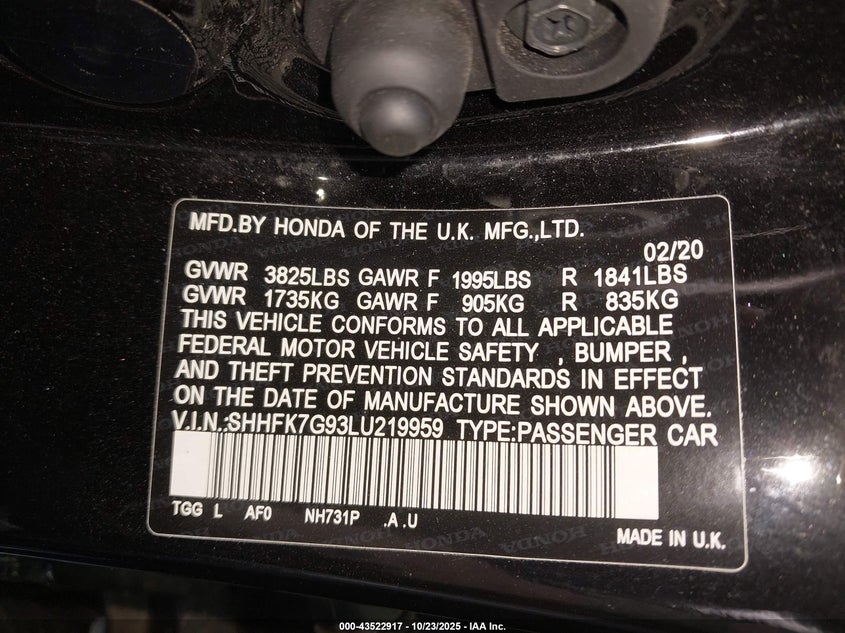 MFD.BY HONDA OF THE U.K. MFG.,LTD.
02/'20
GVWR 3825LBS GAWR F 1995LBS R 1841LBS
GVWR 1735KG GAWR F 905KG R 835KG
THIS VEHICLE CONFORMS TO ALL APPLICABLE
FEDERAL MOTOR VEHICLE SAFETY , BUMPER ,
AND THEFT PREVENTION STANDARDS IN EFFECT
ON THE DATE OF MANUFACTURE SHOWN ABOVE.
V.I.N.:SHHFK7G93LU219959 TYPE:PASSENGER CAR
TGG L AF0 NH731P .A .U
MADE IN U.K.
000-43522917 - 10/23/2025 - IAA Inc.